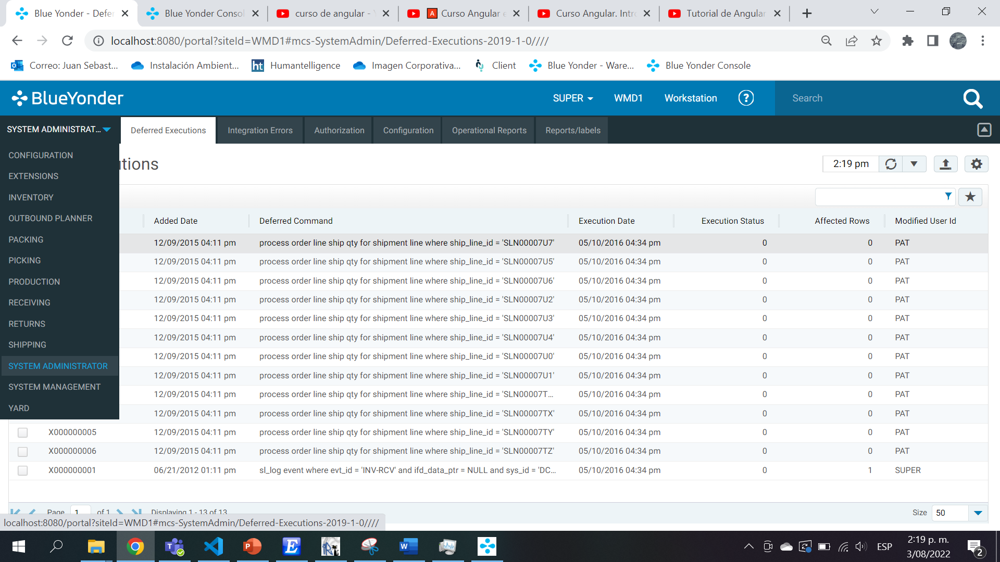 Blue Yonder - Defer
Blue Yonder Consol
curso de angular - Y
Curso Angular e
Curso Angular. Intro
Tutorial de Angular
localhost:8080/portal?siteId=WMD1#mcs-SystemAdmin/Deferred-Executions-2019-1-0////
Correo: Juan Sebast...
Instalación Ambient...
ht Humantelligence
Imagen Corporativa...
Client
Blue Yonder - Ware...
Blue Yonder Console
BlueYonder
SUPER
WMD1
Workstation
?
Search
SYSTEM ADMINISTRAT...
Deferred Executions
Integration Errors
Authorization
Configuration
Operational Reports
Reports/labels
CONFIGURATION
EXTENSIONS
INVENTORY
OUTBOUND PLANNER
PACKING
PICKING
PRODUCTION
RECEIVING
RETURNS
SHIPPING
SYSTEM ADMINISTRATOR
SYSTEM MANAGEMENT
YARD
utions
2:19 pm
Added Date Deferred Command Execution Date Execution Status Affected Rows Modified User Id
12/09/2015 04:11 pm process order line ship qty for shipment line where ship_line_id = 'SLN00007U7' 05/10/2016 04:34 pm 0 0 PAT
12/09/2015 04:11 pm process order line ship qty for shipment line where ship_line_id = 'SLN00007U5' 05/10/2016 04:34 pm 0 0 PAT
12/09/2015 04:11 pm process order line ship qty for shipment line where ship_line_id = 'SLN00007U6' 05/10/2016 04:34 pm 0 0 PAT
12/09/2015 04:11 pm process order line ship qty for shipment line where ship_line_id = 'SLN00007U2' 05/10/2016 04:34 pm 0 0 PAT
12/09/2015 04:11 pm process order line ship qty for shipment line where ship_line_id = 'SLN00007U3' 05/10/2016 04:34 pm 0 0 PAT
12/09/2015 04:11 pm process order line ship qty for shipment line where ship_line_id = 'SLN00007U4' 05/10/2016 04:34 pm 0 0 PAT
12/09/2015 04:11 pm process order line ship qty for shipment line where ship_line_id = 'SLN00007U0' 05/10/2016 04:34 pm 0 0 PAT
12/09/2015 04:11 pm process order line ship qty for shipment line where ship_line_id = 'SLN00007U1' 05/10/2016 04:34 pm 0 0 PAT
12/09/2015 04:11 pm process order line ship qty for shipment line where ship_line_id = 'SLN00007T... 05/10/2016 04:34 pm 0 0 PAT
12/09/2015 04:11 pm process order line ship qty for shipment line where ship_line_id = 'SLN00007TX' 05/10/2016 04:34 pm 0 0 PAT
X000000005 12/09/2015 04:11 pm process order line ship qty for shipment line where ship_line_id = 'SLN00007TY' 05/10/2016 04:34 pm 0 0 PAT
X000000006 12/09/2015 04:11 pm process order line ship qty for shipment line where ship_line_id = 'SLN00007TZ' 05/10/2016 04:34 pm 0 0 PAT
X000000001 06/21/2012 01:11 pm sl_log event where evt_id = 'INV-RCV' and ifd_data_ptr = NULL and sys_id = 'DC... 05/10/2016 04:34 pm 0 1 SUPER
Page 1 of 1 Displaying 1 - 13 of 13 Size 50
localhost:8080/portal?siteId=WMD1#mcs-SystemAdmin/Deferred-Executions-2019-1-0////
ESP
2:19 p. m.
3/08/2022
2